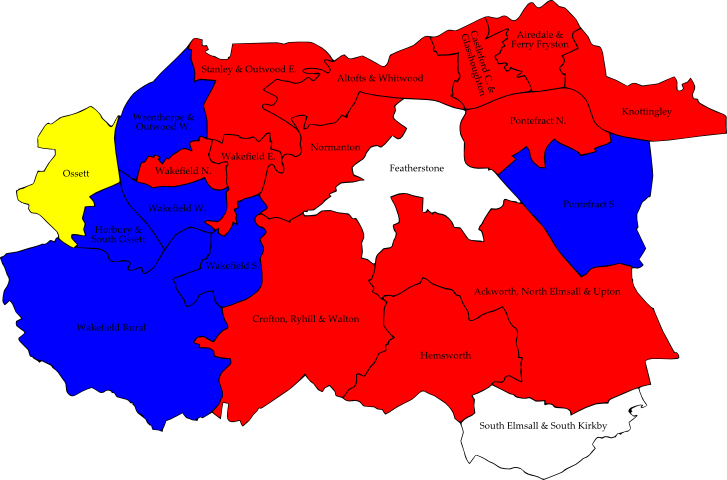 Airedale &
Ferry Fryston
Castleford C. &
Glasshoughton
Stanley & Outwood E.
Altofts & Whitwood
Knottingley
Wrenthorpe &
Outwood W.
Pontefract N.
Normanton
Wakefield E.
Featherstone
Wakefield N.
Ossett
Pontefract S.
Wakefield W.
Horbury &
South Ossett
Wakefield S.
Ackworth, North Elmsall & Upton
Crofton, Ryhill & Walton
Wakefield Rural
Hemsworth
South Elmsall & South Kirkby